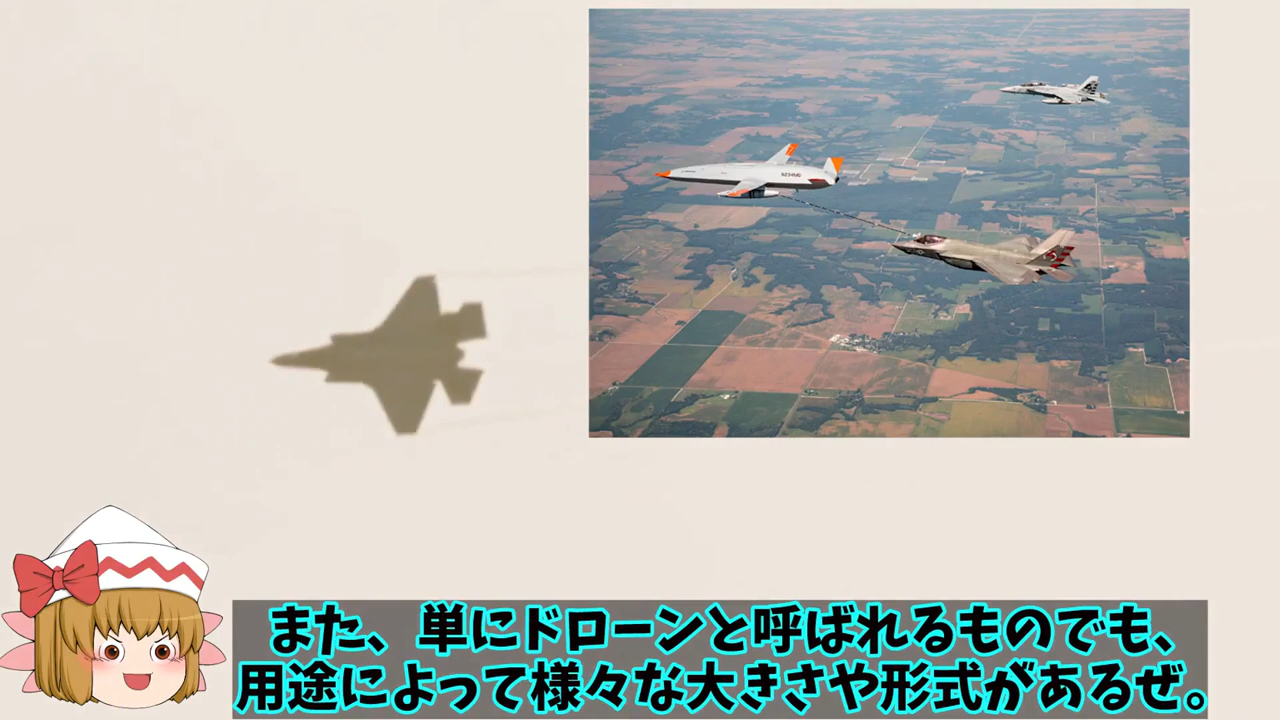 また、単にドローンと呼ばれるものでも、
用途によって様々な大きさや形式があるぜ。